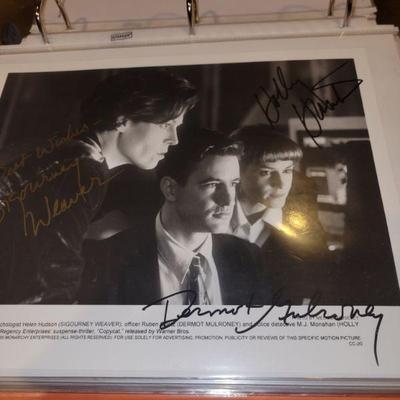 Best Wishes
Sigourney
Weaver
Holly
Hunter
Dermot Mulroney
chologist Helen Hudson (SIGOURNEY WEAVER), officer Ruben (DERMOT MULRONEY) and police detective M.J. Monahan (HOLLY
Regency Enterprises' suspense-thriller, "Copycat," released by Warner Bros.
MONARCHY ENTERPRISES (ALL RIGHTS RESERVED). FOR USE SOLELY FOR ADVERTISING, PROMOTION, PUBLICITY OR REVIEWS OF THIS SPECIFIC MOTION PICTURE.
CC-20